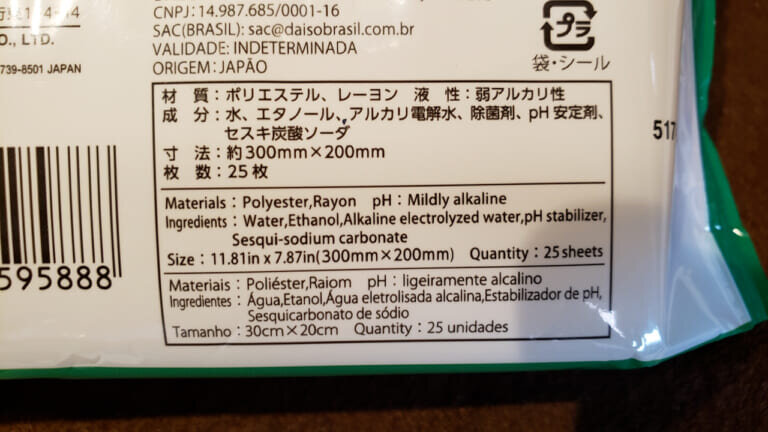 CNPJ: 14.987.685/0001-16
SAC(BRASIL): sac@daisobrasil.com.br
VALIDADE: INDETERMINADA
ORIGEM: JAPÃO
O., LTD.
739-8501 JAPAN
プラ
袋・シール
材 質：ポリエステル、レーヨン 液 性：弱アルカリ性
成 分：水、エタノール、アルカリ電解水、除菌剤、pH安定剤、
セスキ炭酸ソーダ
寸 法：約300mm×200mm
枚 数：25枚
517
Materials : Polyester,Rayon pH : Mildly alkaline
Ingredients : Water,Ethanol,Alkaline electrolyzed water,pH stabilizer,
Sesqui-sodium carbonate
Size : 11.81in x 7.87in(300mm×200mm) Quantity : 25 sheets
Materiais : Poliéster,Raiom pH : ligeiramente alcalino
Ingredientes : Água,Etanol,Água eletrolisada alcalina,Estabilizador de pH,
Sesquicarbonato de sódio
Tamanho : 30cm×20cm Quantity : 25 unidades
595888